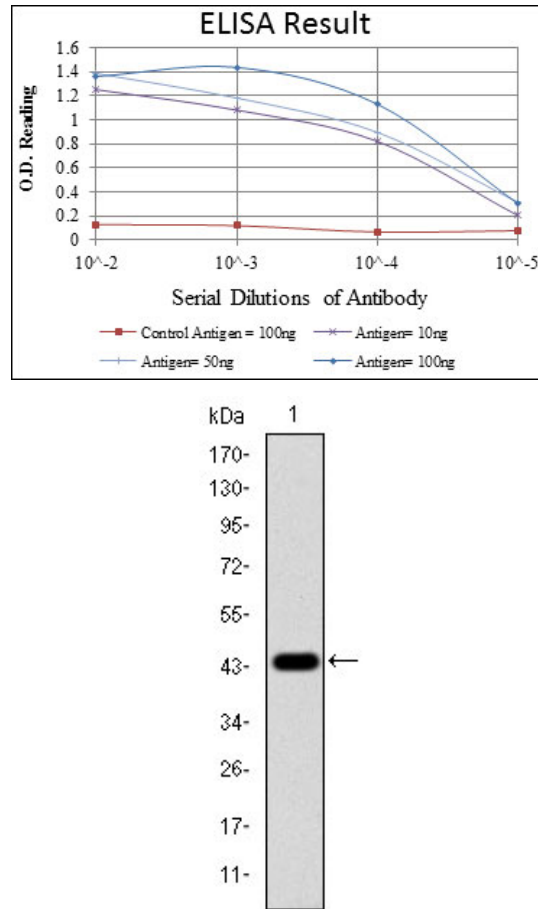 ELISA Result
1.6
1.4
1.2
1
0.8
0.6
0.4
0.2
0
O.D. Reading
10^-2 10^-3 10^-4 10^-5
Serial Dilutions of Antibody
Control Antigen = 100ng Antigen= 10ng
Antigen= 50ng Antigen= 100ng
kDa 1
170-
130-
95-
72-
55-
43- ←
34-
26-
17-
11-